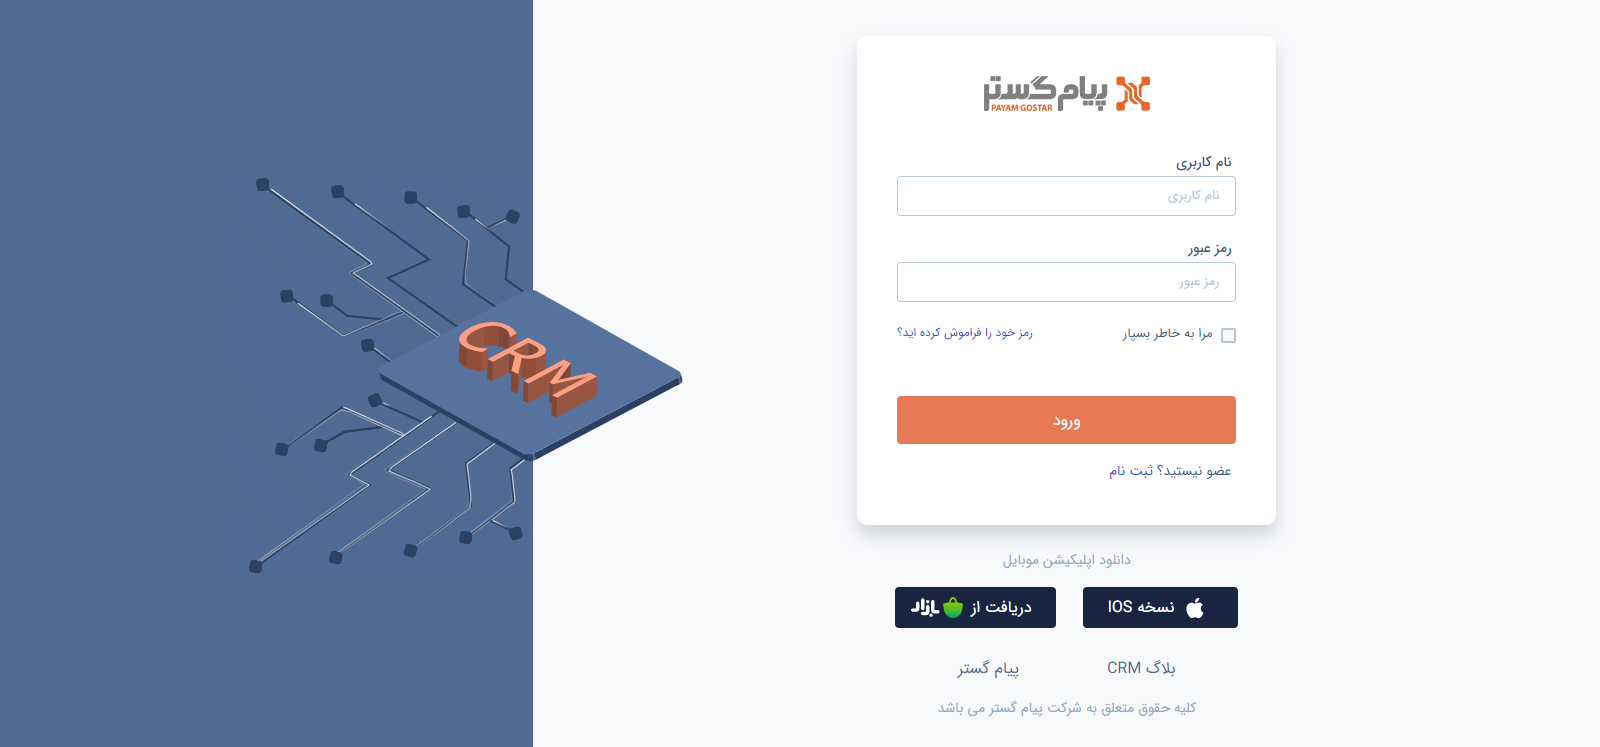 پیام گستر
PAYAM GOSTAR
نام کاربری
نام کاربری
رمز عبور
رمز عبور
مرا به خاطر بسپار
رمز خود را فراموش کرده اید؟
ورود
عضو نیستید؟ ثبت نام
دانلود اپلیکیشن موبایل
نسخه IOS
دریافت از بازار
بلاگ CRM
پیام گستر
کلیه حقوق متعلق به شرکت پیام گستر می باشد
CRM